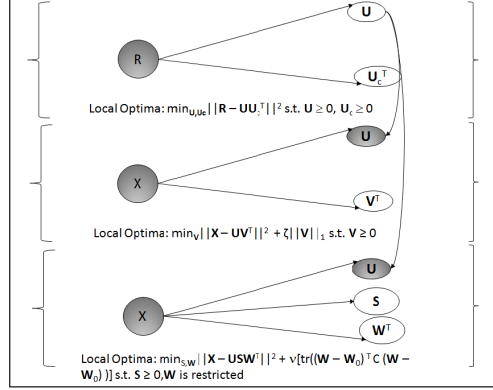 U
R
U_c^T
Local Optima: min_{U,Uc}||R – UU_c^T||² s.t. U ≥ 0, U_c ≥ 0
U
X
V^T
Local Optima: min_V||X – UV^T||² + ζ||V||_1 s.t. V ≥ 0
U
S
X
W^T
Local Optima: min_{S,W}||X – USW^T||² + ν[tr((W – W_0)^T C (W –
W_0) )] s.t. S ≥ 0,W is restricted